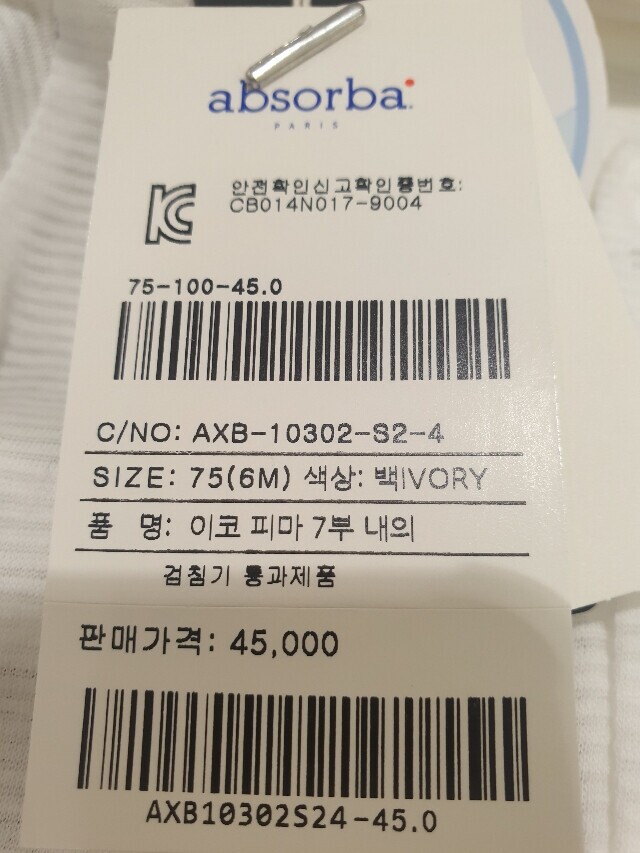 absorba
PARIS
안전확인신고확인증번호:
CB014N017-9004
75-100-45.0
C/NO: AXB-10302-S2-4
SIZE: 75(6M) 색상: 백IVORY
품 명: 이코 피마 7부 내의
검침기 통과제품
판매가격: 45,000
AXB10302S24-45.0